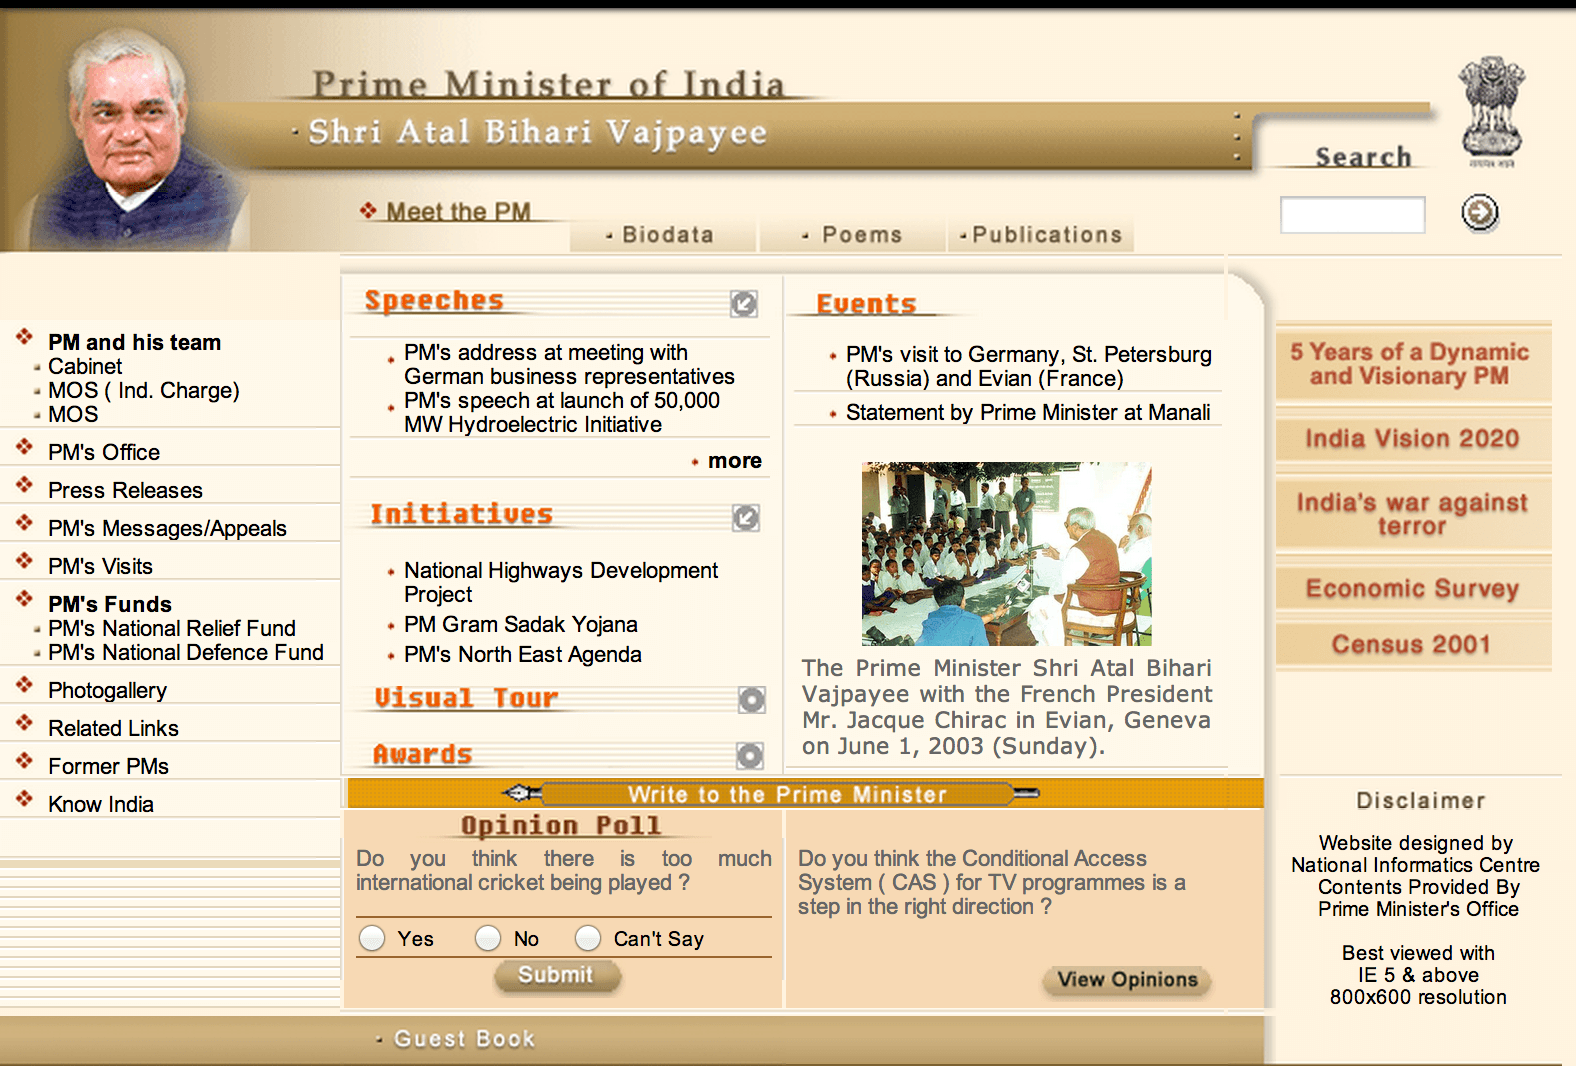 Prime Minister of India
Shri Atal Bihari Vajpayee
Search
Meet the PM
Biodata
Poems
Publications
PM and his team
Cabinet
MOS ( Ind. Charge)
MOS
PM's Office
Press Releases
PM's Messages/Appeals
PM's Visits
PM's Funds
PM's National Relief Fund
PM's National Defence Fund
Photogallery
Related Links
Former PMs
Know India
Speeches
PM's address at meeting with
German business representatives
PM's speech at launch of 50,000
MW Hydroelectric Initiative
more
Initiatives
National Highways Development
Project
PM Gram Sadak Yojana
PM's North East Agenda
Visual Tour
Awards
Events
PM's visit to Germany, St. Petersburg
(Russia) and Evian (France)
Statement by Prime Minister at Manali
The Prime Minister Shri Atal Bihari
Vajpayee with the French President
Mr. Jacque Chirac in Evian, Geneva
on June 1, 2003 (Sunday).
5 Years of a Dynamic
and Visionary PM
India Vision 2020
India's war against
terror
Economic Survey
Census 2001
Write to the Prime Minister
Opinion Poll
Do you think there is too much
international cricket being played ?
Yes No Can't Say
Submit
Do you think the Conditional Access
System ( CAS ) for TV programmes is a
step in the right direction ?
View Opinions
Disclaimer
Website designed by
National Informatics Centre
Contents Provided By
Prime Minister's Office
Best viewed with
IE 5 & above
800x600 resolution
Guest Book